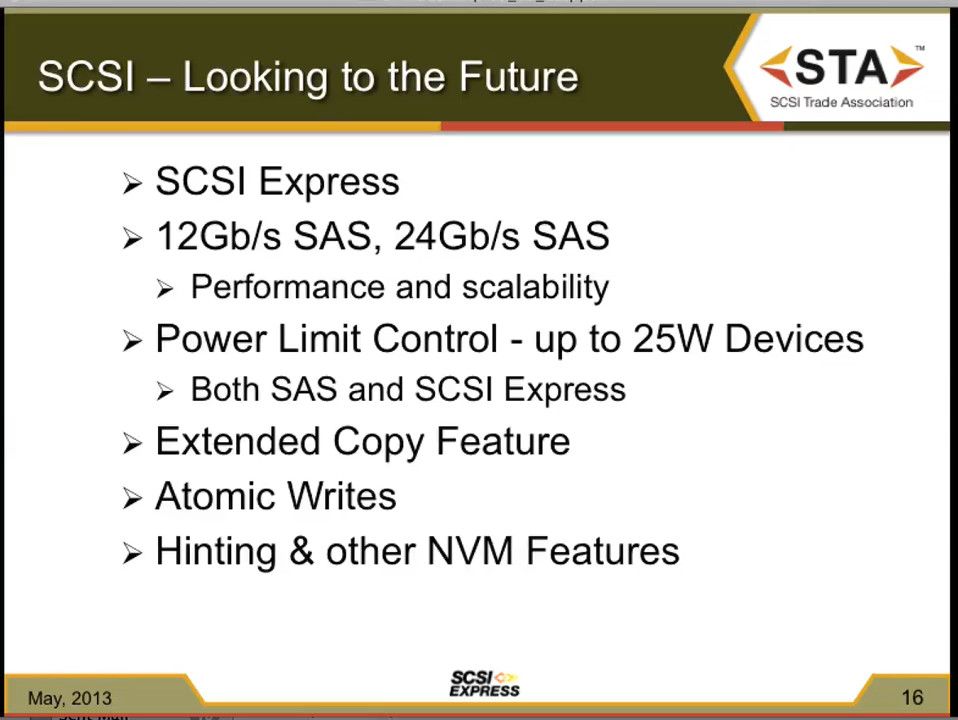 SCSI – Looking to the Future
STA™
SCSI Trade Association
SCSI Express
12Gb/s SAS, 24Gb/s SAS
Performance and scalability
Power Limit Control - up to 25W Devices
Both SAS and SCSI Express
Extended Copy Feature
Atomic Writes
Hinting & other NVM Features
May, 2013
SCSI
EXPRESS
16